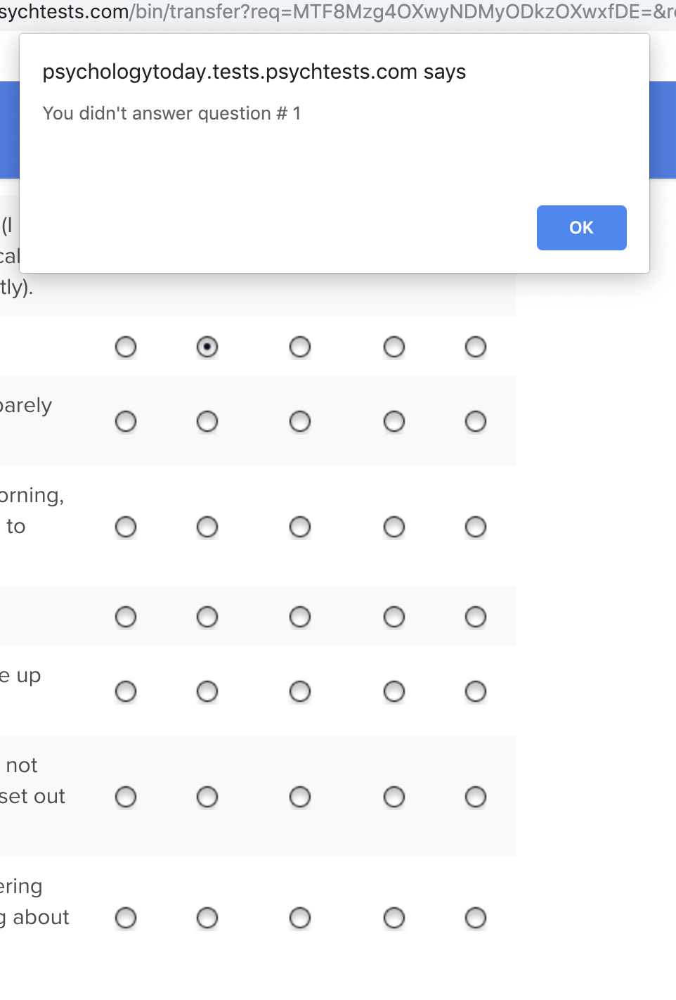 sychtests.com/bin/transfer?req=MTF8Mzg4OXwyNDMyODkzOXwxfDE=&r
psychologytoday.tests.psychtests.com says
You didn't answer question # 1
OK
(I
cal
tly).
barely
orning,
to
e up
not
set out
ering
g about